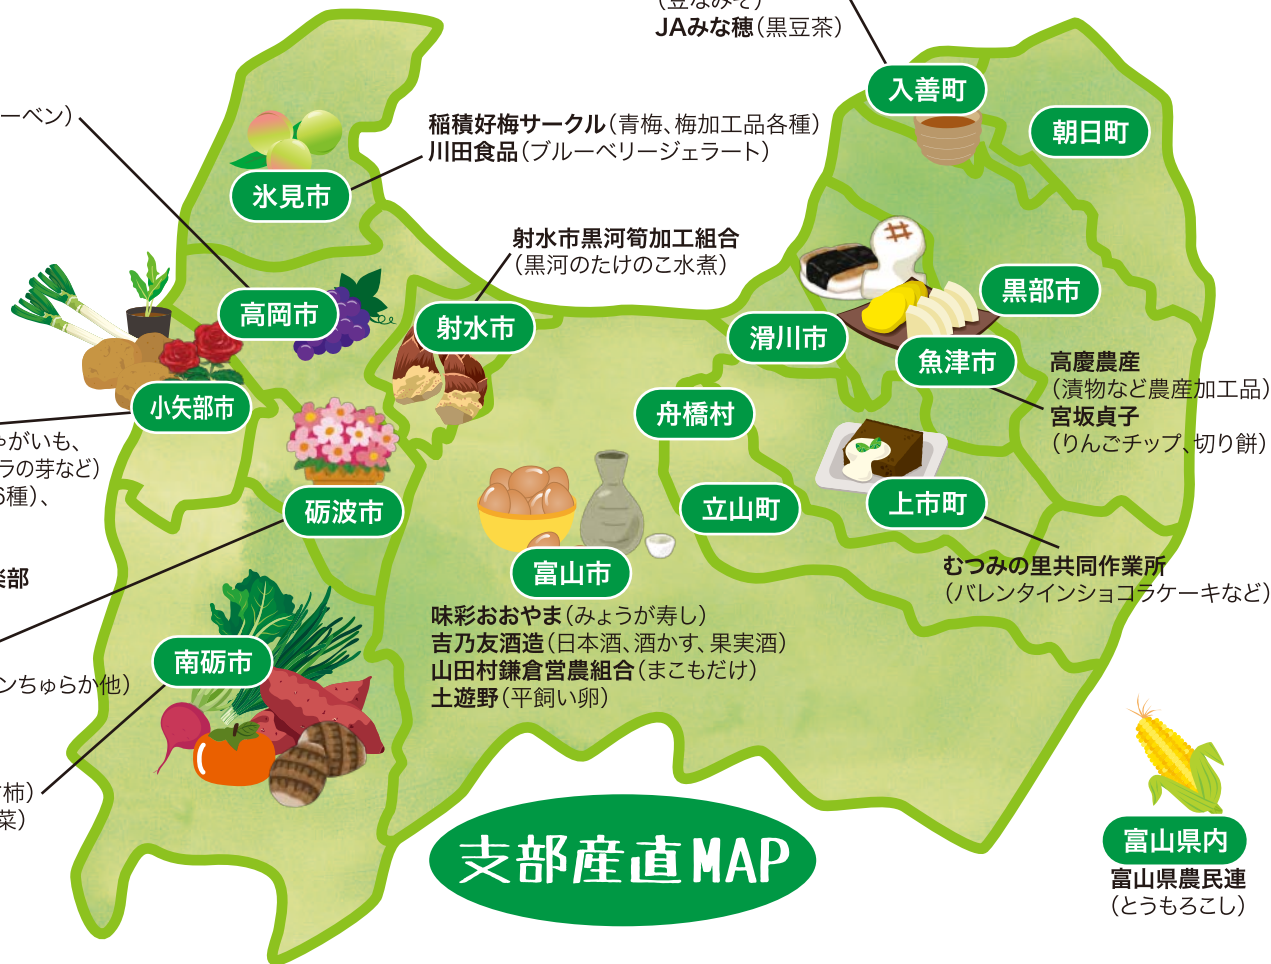 (豆なみそ)
JAみな穂(黒豆茶)
入善町
朝日町
ーベン)
稲積好梅サークル(青梅、梅加工品各種)
川田食品(ブルーベリージェラート)
氷見市
射水市黒河筍加工組合
(黒河のたけのこ水煮)
黒部市
高岡市
射水市
滑川市
魚津市
高慶農産
(漬物など農産加工品)
宮坂貞子
(りんごチップ、切り餅)
小矢部市
舟橋村
がいも、
ラの芽など)
6種)、
砺波市
立山町
上市町
むつみの里共同作業所
(バレンタインショコラケーキなど)
富山市
味彩おおやま(みょうが寿し)
吉乃友酒造(日本酒、酒かす、果実酒)
山田村鎌倉営農組合(まこもだけ)
土遊野(平飼い卵)
楽部
南砺市
ンちゅらか他)
柿)
菜)
支部産直MAP
富山県内
富山県農民連
(とうもろこし)